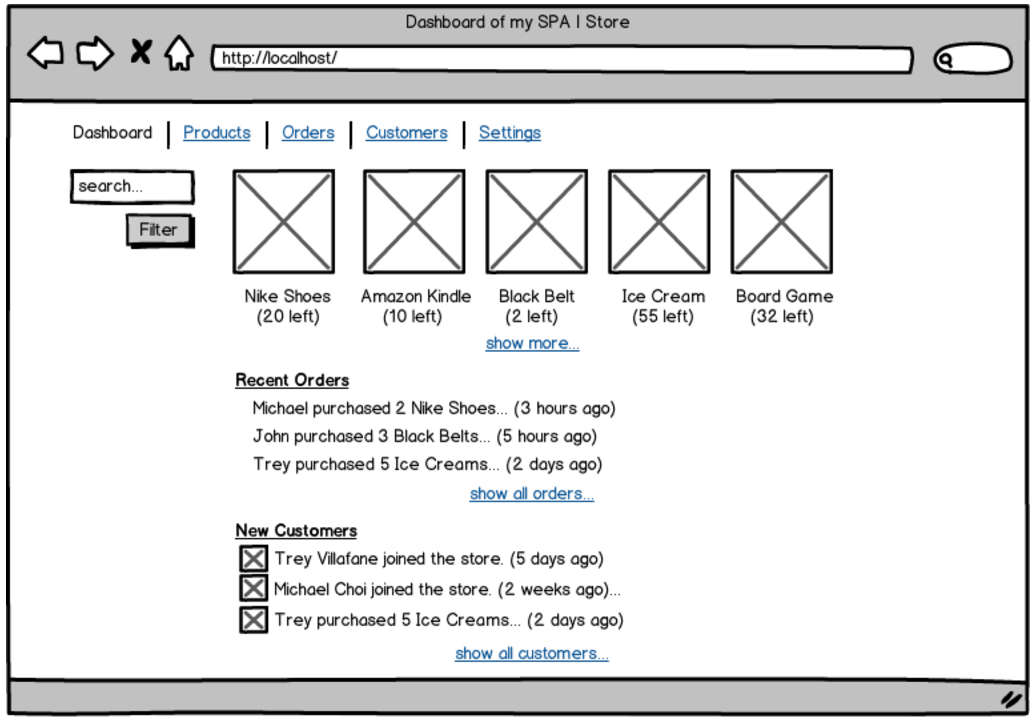 Dashboard of my SPA | Store
http://localhost/
Dashboard | Products | Orders | Customers | Settings
search...
Filter
Nike Shoes Amazon Kindle Black Belt Ice Cream Board Game
(20 left) (10 left) (2 left) (55 left) (32 left)
show more...
Recent Orders
Michael purchased 2 Nike Shoes... (3 hours ago)
John purchased 3 Black Belts... (5 hours ago)
Trey purchased 5 Ice Creams... (2 days ago)
show all orders...
New Customers
Trey Villafane joined the store. (5 days ago)
Michael Choi joined the store. (2 weeks ago)...
Trey purchased 5 Ice Creams... (2 days ago)
show all customers...